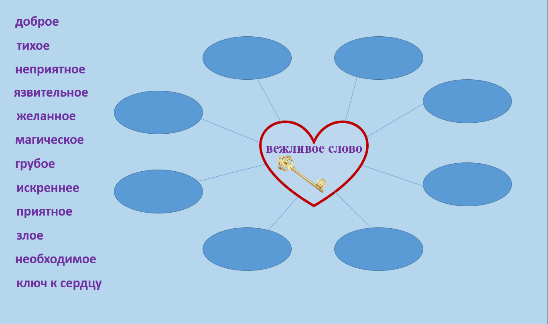 доброе
тихое
неприятное
язвительное
желанное
магическое
грубое
искреннее
приятное
злое
необходимое
ключ к сердцу
вежливое слово